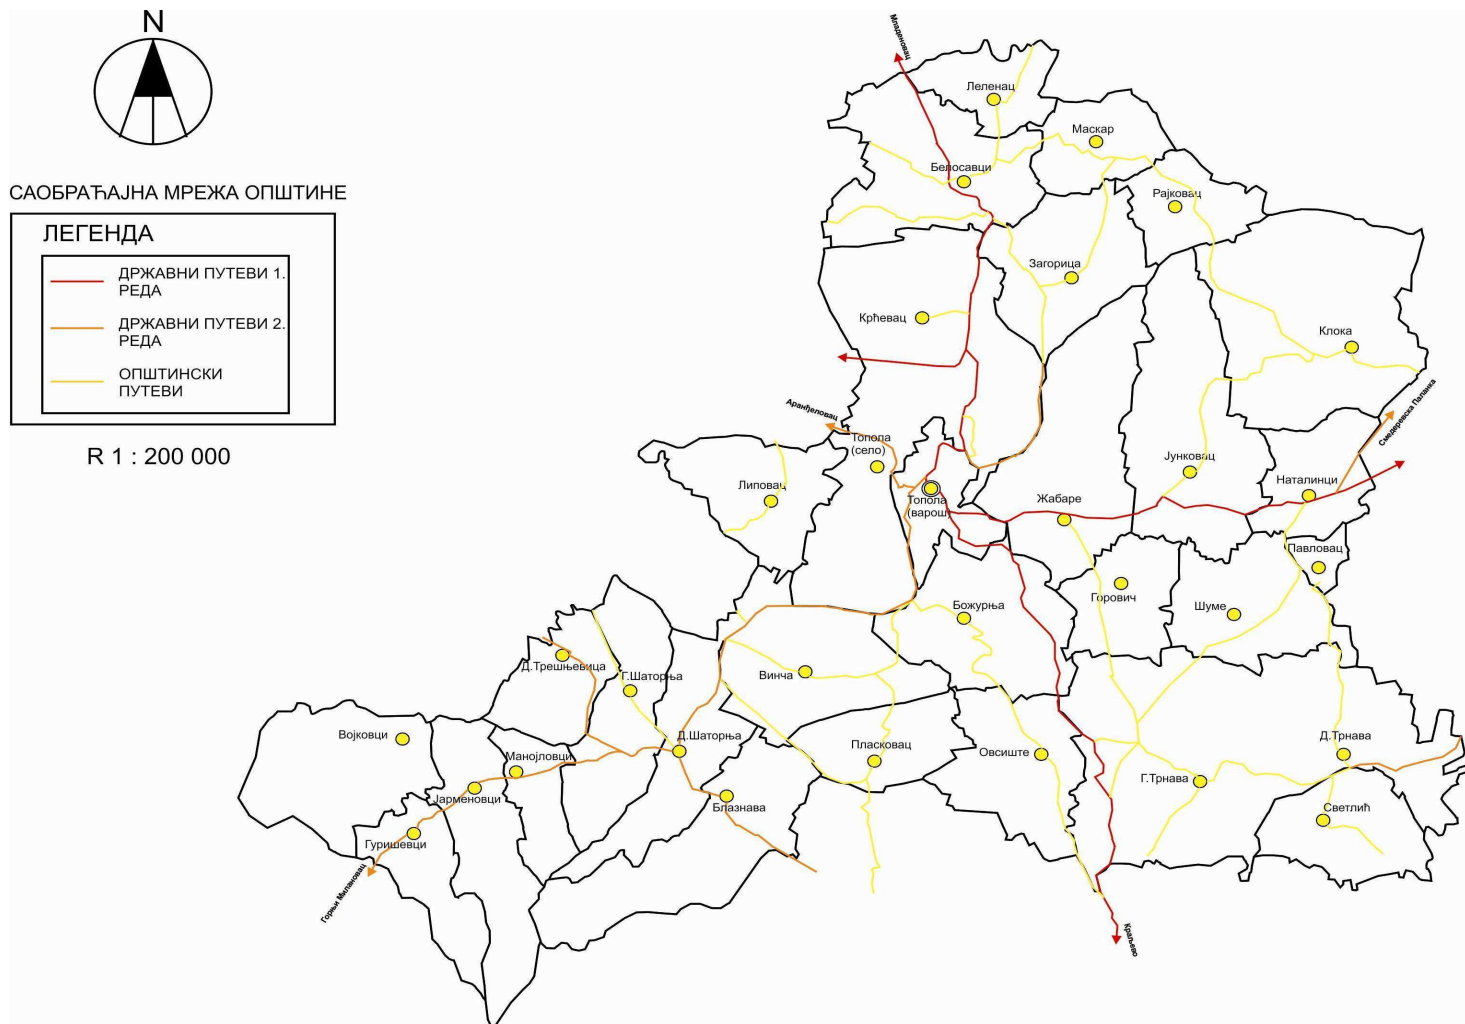 N
САОБРАЋАЈНА МРЕЖА ОПШТИНЕ
ЛЕГЕНДА
ДРЖАВНИ ПУТЕВИ 1.
РЕДА
ДРЖАВНИ ПУТЕВИ 2.
РЕДА
ОПШТИНСКИ
ПУТЕВИ
R 1 : 200 000
Младеновац
Леленац
Маскар
Белосавци
Рајковац
Загорица
Крћевац
Клока
Аранђеловац
Смедеревска Паланка
Топола
(село)
Липовац
Топола
(варош)
Жабаре
Јунковац
Наталинци
Павловац
Горович
Шуме
Божурња
Д.Трешњевица
Г.Шаторња
Винча
Војковци
Д.Шаторња
Манојловци
Пласковац
Овсиште
Д.Трнава
Г.Трнава
Јарменовци
Блазнава
Светлић
Гуришевци
Горњи Милановац
Краљево